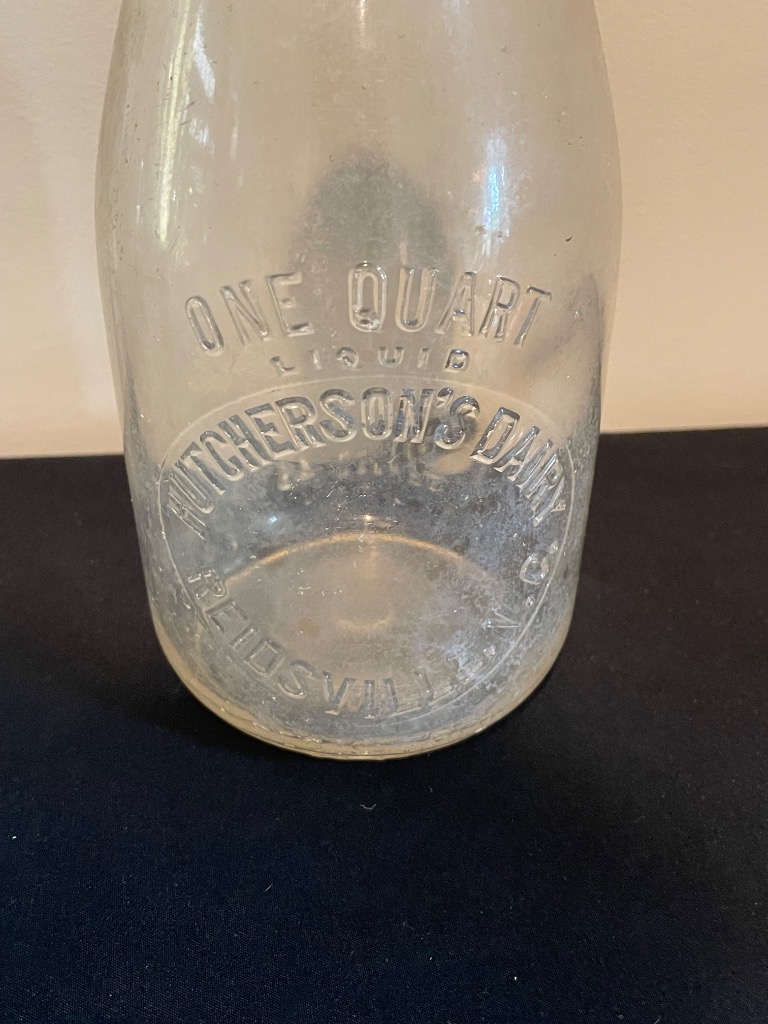 ONE QUART
LIQUID
HUTCHERSON'S DAIRY
REIDSVILLE, N.C.